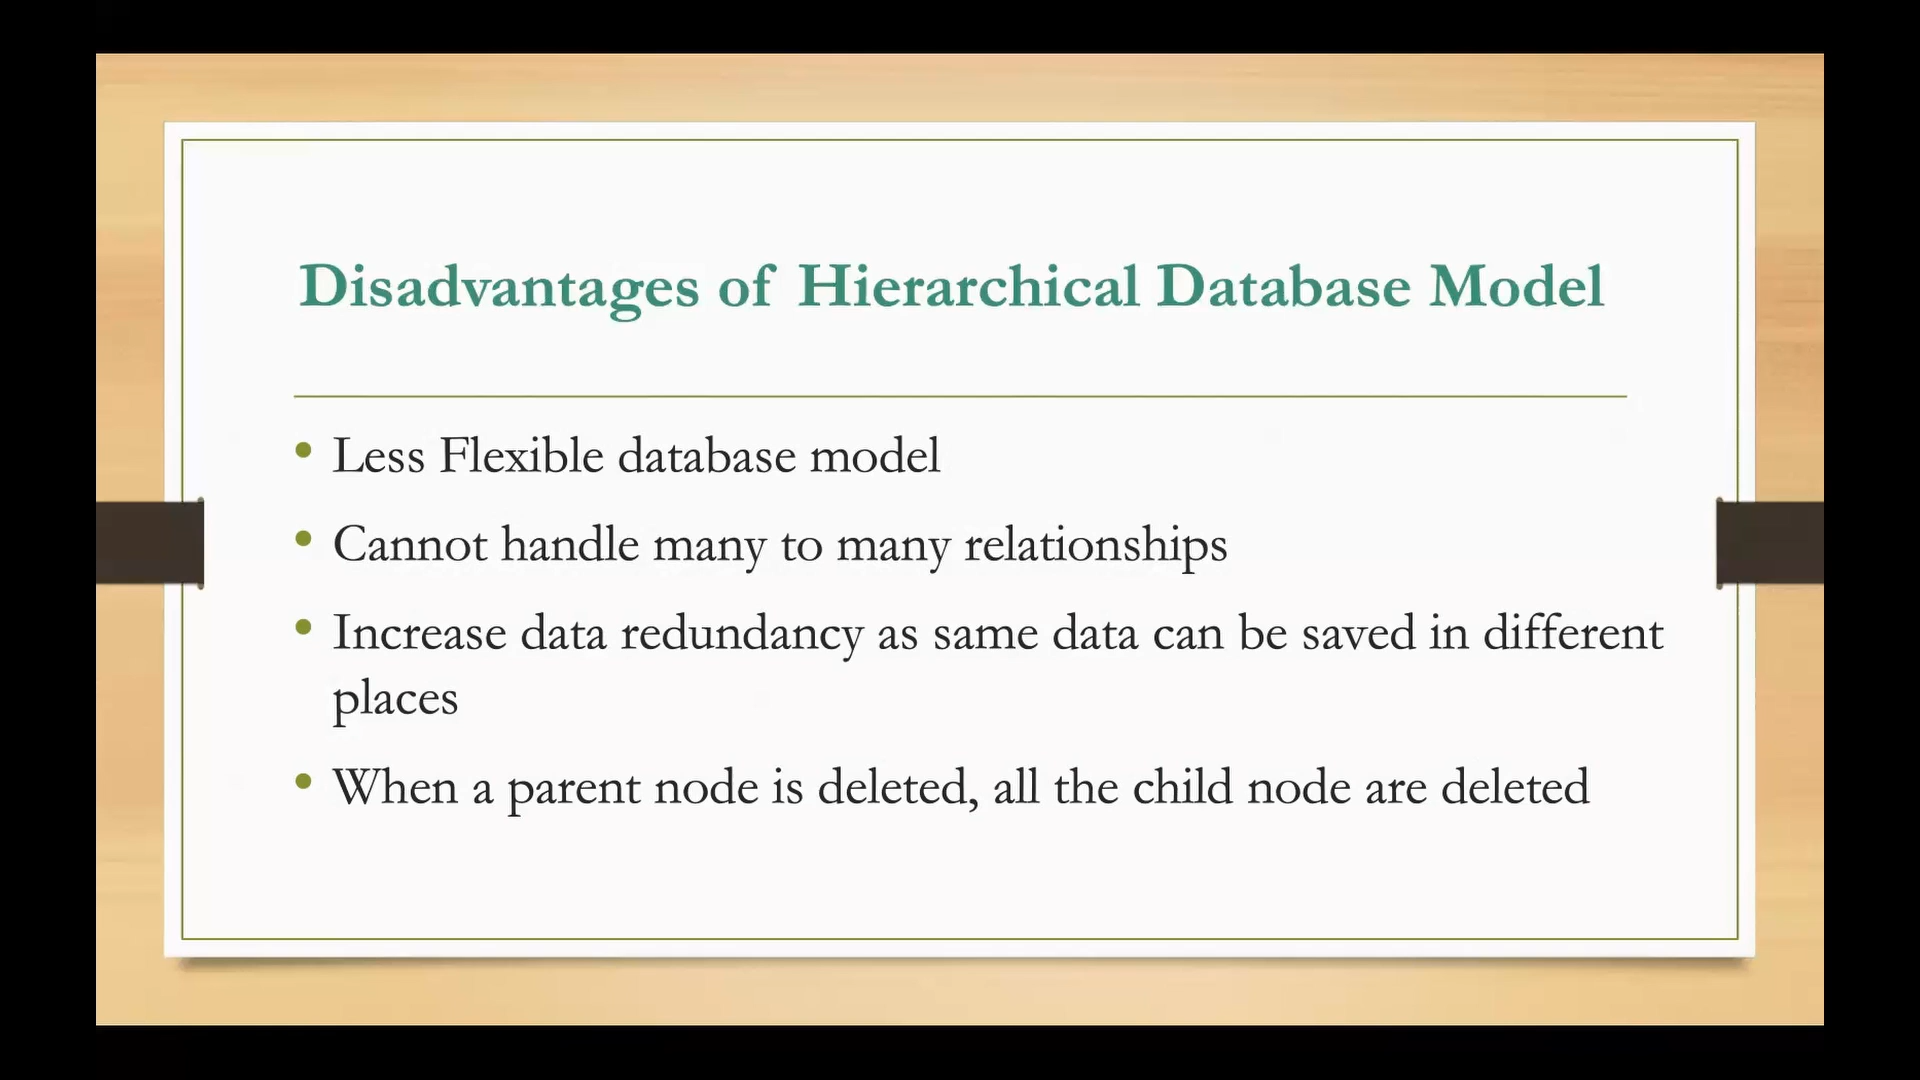 Disadvantages of Hierarchical Database Model
• Less Flexible database model
• Cannot handle many to many relationships
• Increase data redundancy as same data can be saved in different
places
• When a parent node is deleted, all the child node are deleted